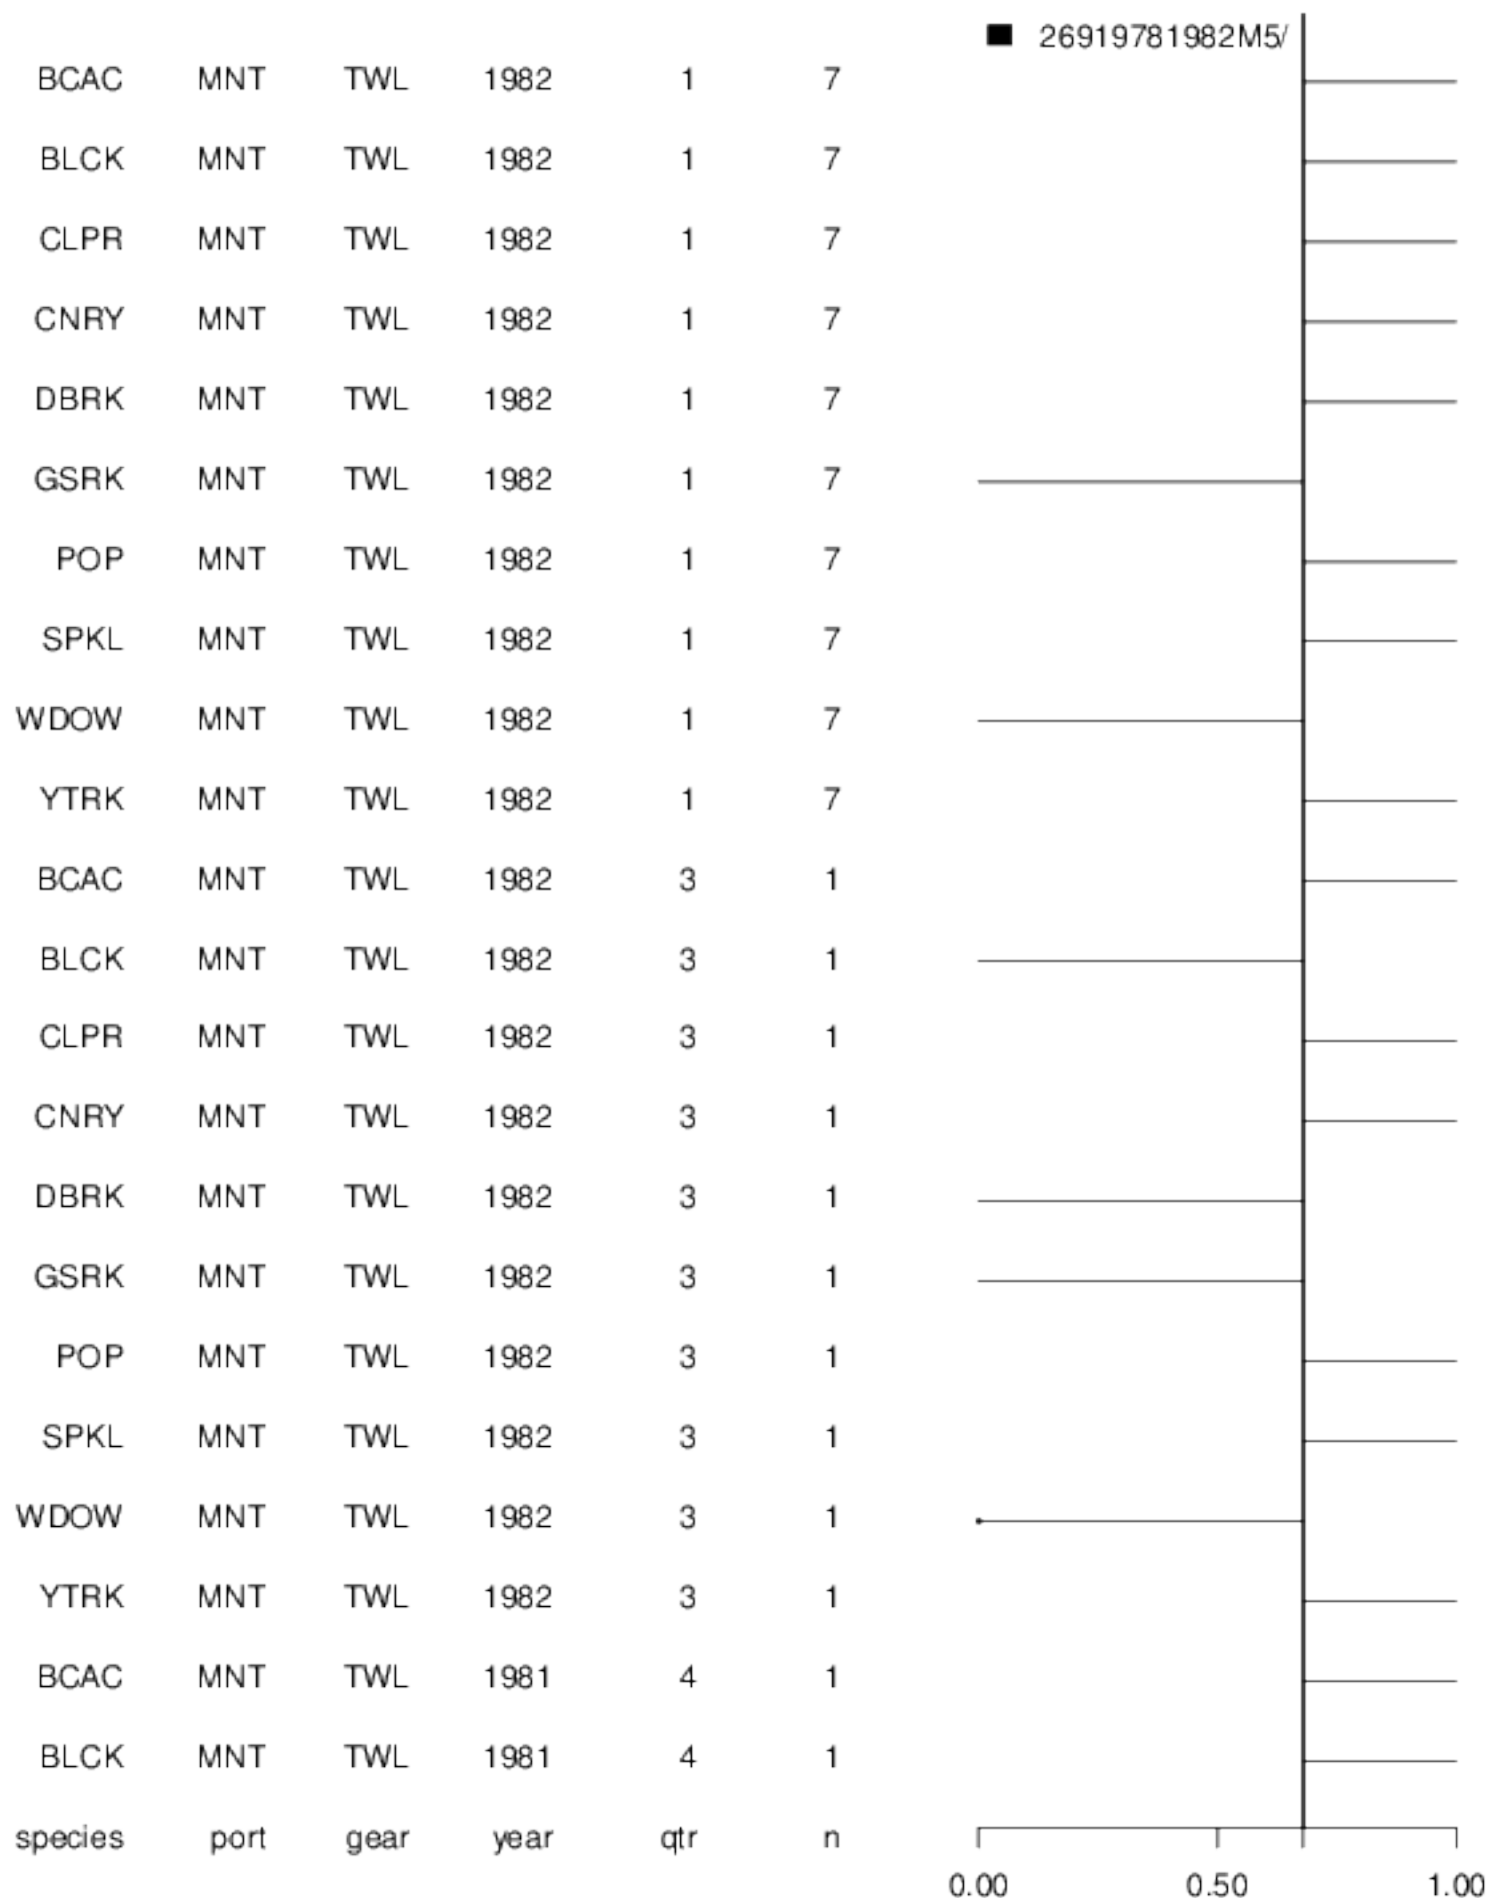 ■ 26919781982M5/
BCAC MNT TWL 1982 1 7
BLCK MNT TWL 1982 1 7
CLPR MNT TWL 1982 1 7
CNRY MNT TWL 1982 1 7
DBRK MNT TWL 1982 1 7
GSRK MNT TWL 1982 1 7
POP MNT TWL 1982 1 7
SPKL MNT TWL 1982 1 7
WDOW MNT TWL 1982 1 7
YTRK MNT TWL 1982 1 7
BCAC MNT TWL 1982 3 1
BLCK MNT TWL 1982 3 1
CLPR MNT TWL 1982 3 1
CNRY MNT TWL 1982 3 1
DBRK MNT TWL 1982 3 1
GSRK MNT TWL 1982 3 1
POP MNT TWL 1982 3 1
SPKL MNT TWL 1982 3 1
WDOW MNT TWL 1982 3 1
YTRK MNT TWL 1982 3 1
BCAC MNT TWL 1981 4 1
BLCK MNT TWL 1981 4 1
species port gear year qtr n
0.00 0.50 1.00